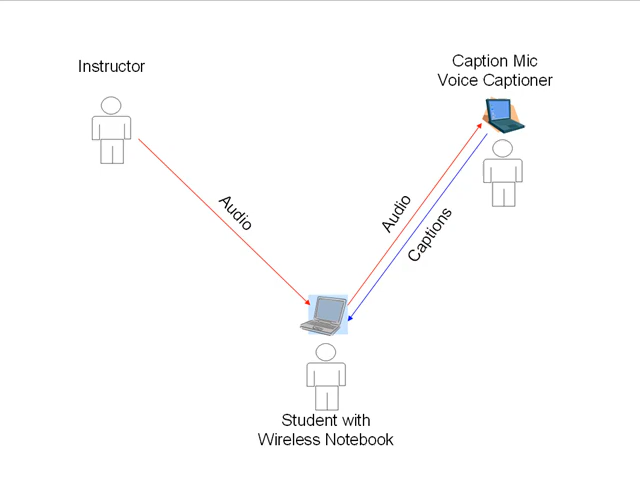 Instructor
Caption Mic
Voice Captioner
Audio
Audio
Captions
Student with
Wireless Notebook